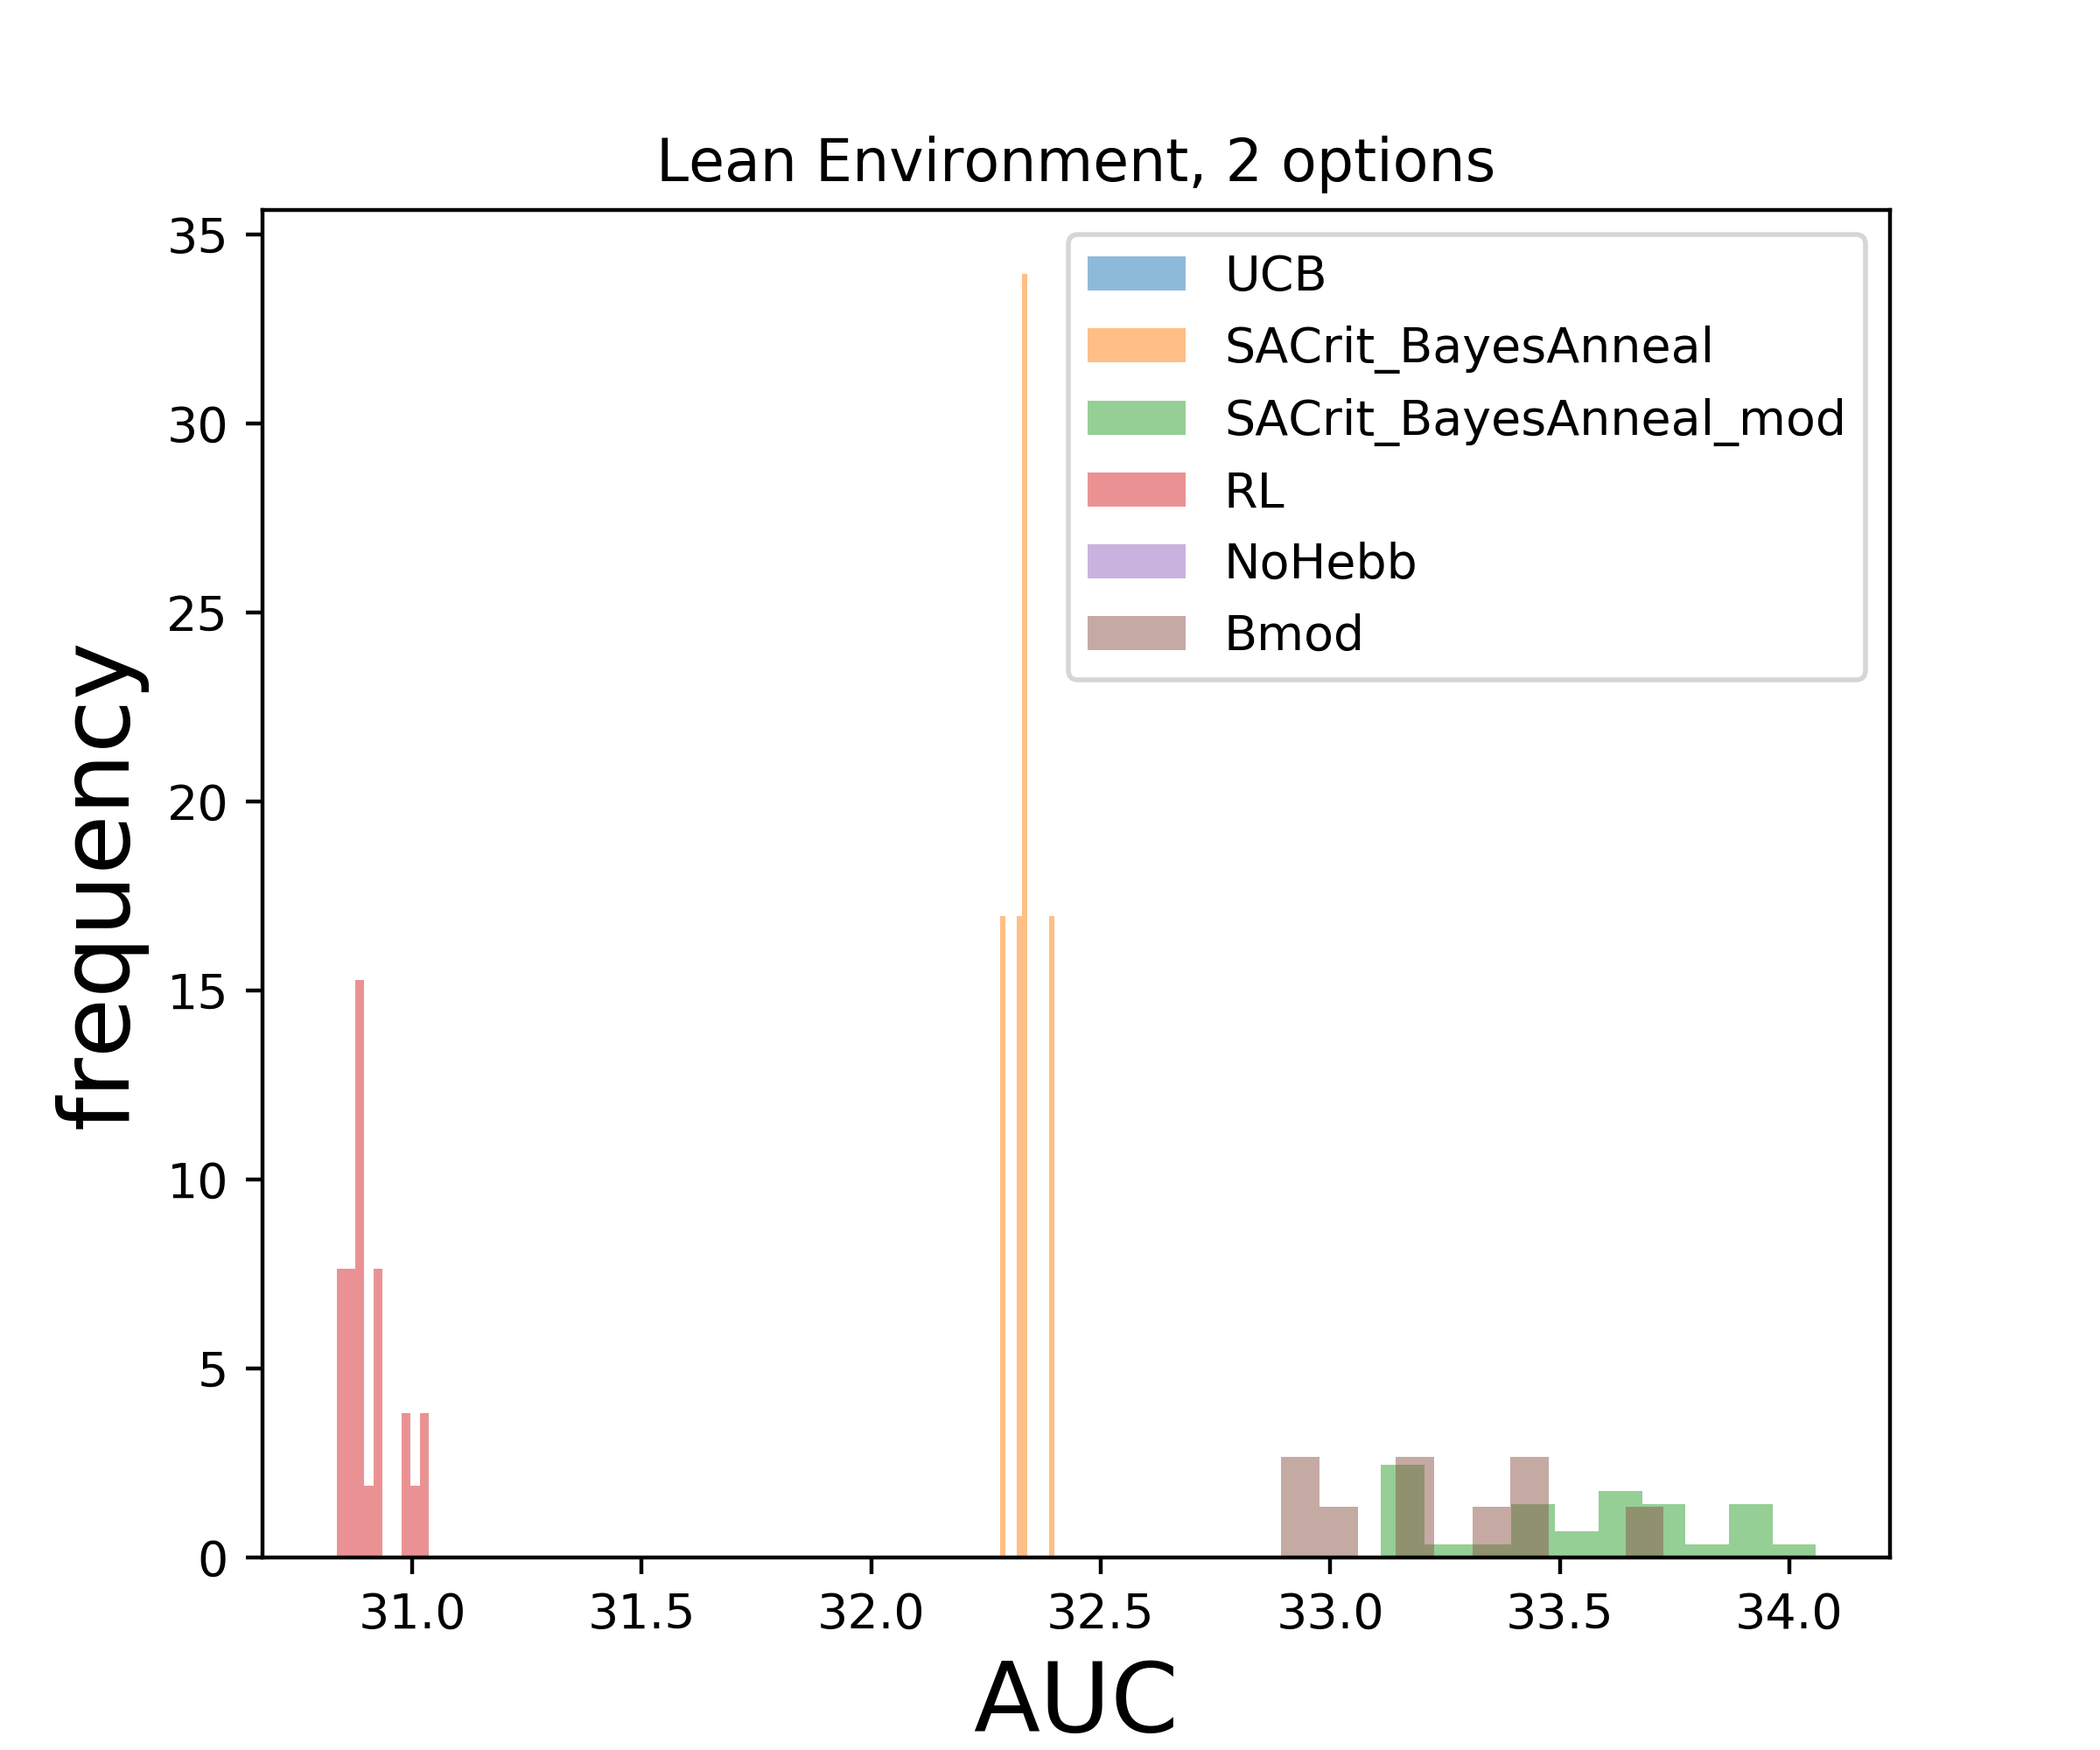 Lean Environment, 2 options
35
30
25
20
15
10
5
0
frequency
UCB
SACrit_BayesAnneal
SACrit_BayesAnneal_mod
RL
NoHebb
Bmod
31.0 31.5 32.0 32.5 33.0 33.5 34.0
AUC